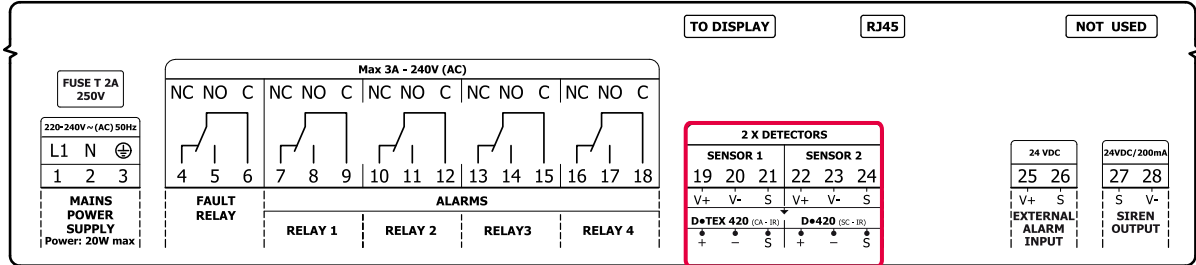 TO DISPLAY
RJ45
NOT USED
FUSE T 2A
250V
Max 3A - 240V (AC)
NC NO C NC NO C NC NO C NC NO C NC NO C
220-240V~(AC) 50Hz
L1 N
1 2 3
4 5 6 7 8 9 10 11 12 13 14 15 16 17 18
MAINS
POWER
SUPPLY
Power: 20W max
FAULT
RELAY
ALARMS
RELAY 1 RELAY 2 RELAY3 RELAY 4
2 X DETECTORS
SENSOR 1 SENSOR 2
19 20 21 22 23 24
V+ V- S V+ V- S
D•TEX 420 (CA - IR) D•420 (SC - IR)
+ − S + − S
24 VDC
25 26
V+ S
EXTERNAL
ALARM
INPUT
24VDC/200mA
27 28
S V-
SIREN
OUTPUT